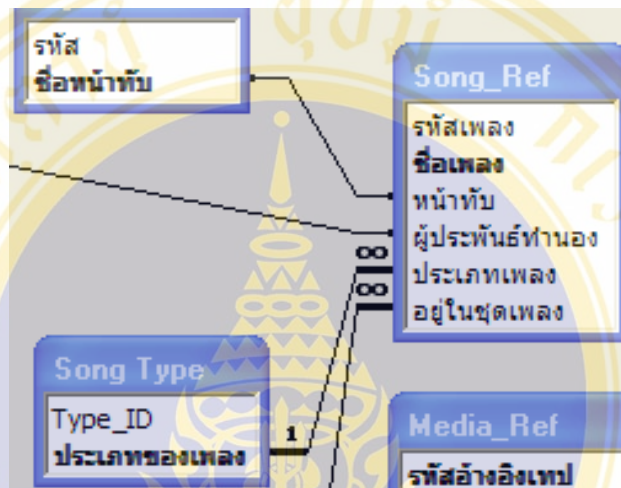 รหัส
ชื่อหน้าทับ
Song_Ref
รหัสเพลง
ชื่อเพลง
หน้าทับ
ผู้ประพันธ์ทำนอง
ประเภทเพลง
อยู่ในชุดเพลง
∞
∞
Song Type
Type_ID
ประเภทของเพลง
1
Media_Ref
รหัสอ้างอิงเทป